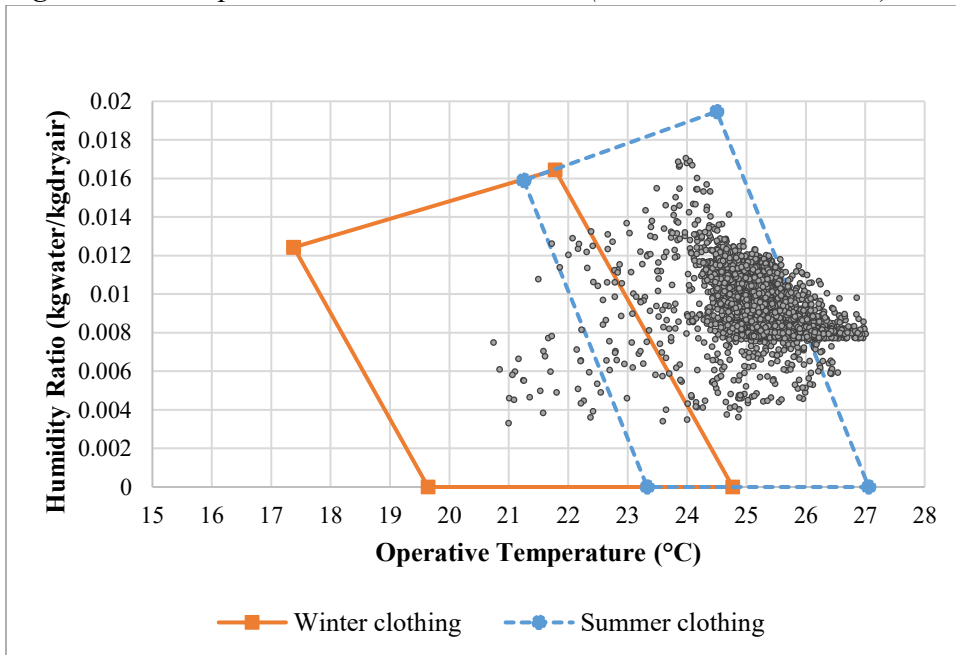 Humidity Ratio (kgwater/kgdryair)
0.02
0.018
0.016
0.014
0.012
0.01
0.008
0.006
0.004
0.002
0
15 16 17 18 19 20 21 22 23 24 25 26 27 28
Operative Temperature (°C)
Winter clothing Summer clothing